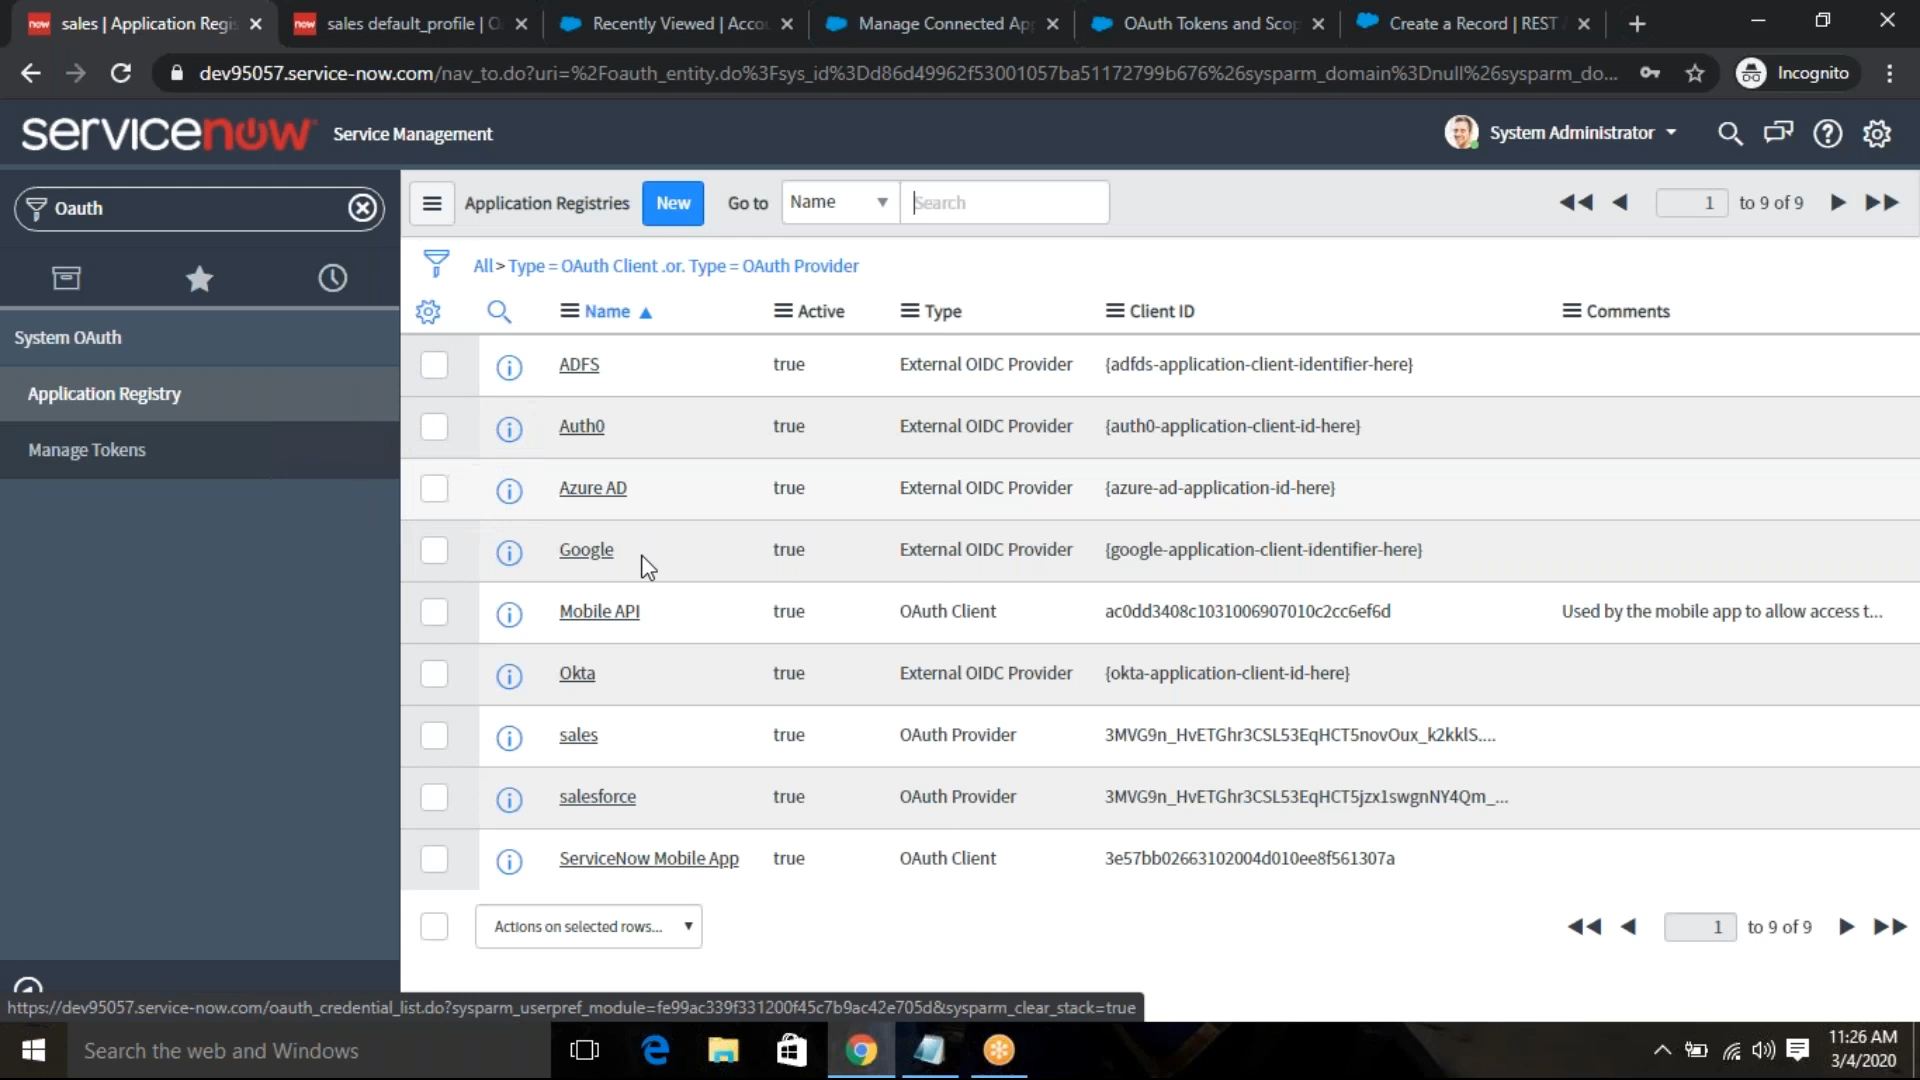 sales | Application Regis
sales default_profile | O
Recently Viewed | Acco
Manage Connected Ap
OAuth Tokens and Scop
Create a Record | REST
dev95057.service-now.com/nav_to.do?uri=%2Foauth_entity.do%3Fsys_id%3Dd86d49962f53001057ba51172799b676%26sysparm_domain%3Dnull%26sysparm_do...
Incognito
servicenow Service Management
System Administrator
Oauth
Application Registries New Go to Name Search 1 to 9 of 9
All > Type = OAuth Client .or. Type = OAuth Provider
Name Active Type Client ID Comments
System OAuth
Application Registry
Manage Tokens
ADFS true External OIDC Provider {adfds-application-client-identifier-here}
Auth0 true External OIDC Provider {auth0-application-client-id-here}
Azure AD true External OIDC Provider {azure-ad-application-id-here}
Google true External OIDC Provider {google-application-client-identifier-here}
Mobile API true OAuth Client ac0dd3408c1031006907010c2cc6ef6d Used by the mobile app to allow access t...
Okta true External OIDC Provider {okta-application-client-id-here}
sales true OAuth Provider 3MVG9n_HvETGhr3CSL53EqHCT5novOux_k2kklS....
salesforce true OAuth Provider 3MVG9n_HvETGhr3CSL53EqHCT5jzx1swgnNY4Qm_...
ServiceNow Mobile App true OAuth Client 3e57bb02663102004d010ee8f561307a
Actions on selected rows... 1 to 9 of 9
https://dev95057.service-now.com/oauth_credential_list.do?sysparm_userpref_module=fe99ac339f331200f45c7b9ac42e705d&sysparm_clear_stack=true
Search the web and Windows
11:26 AM
3/4/2020